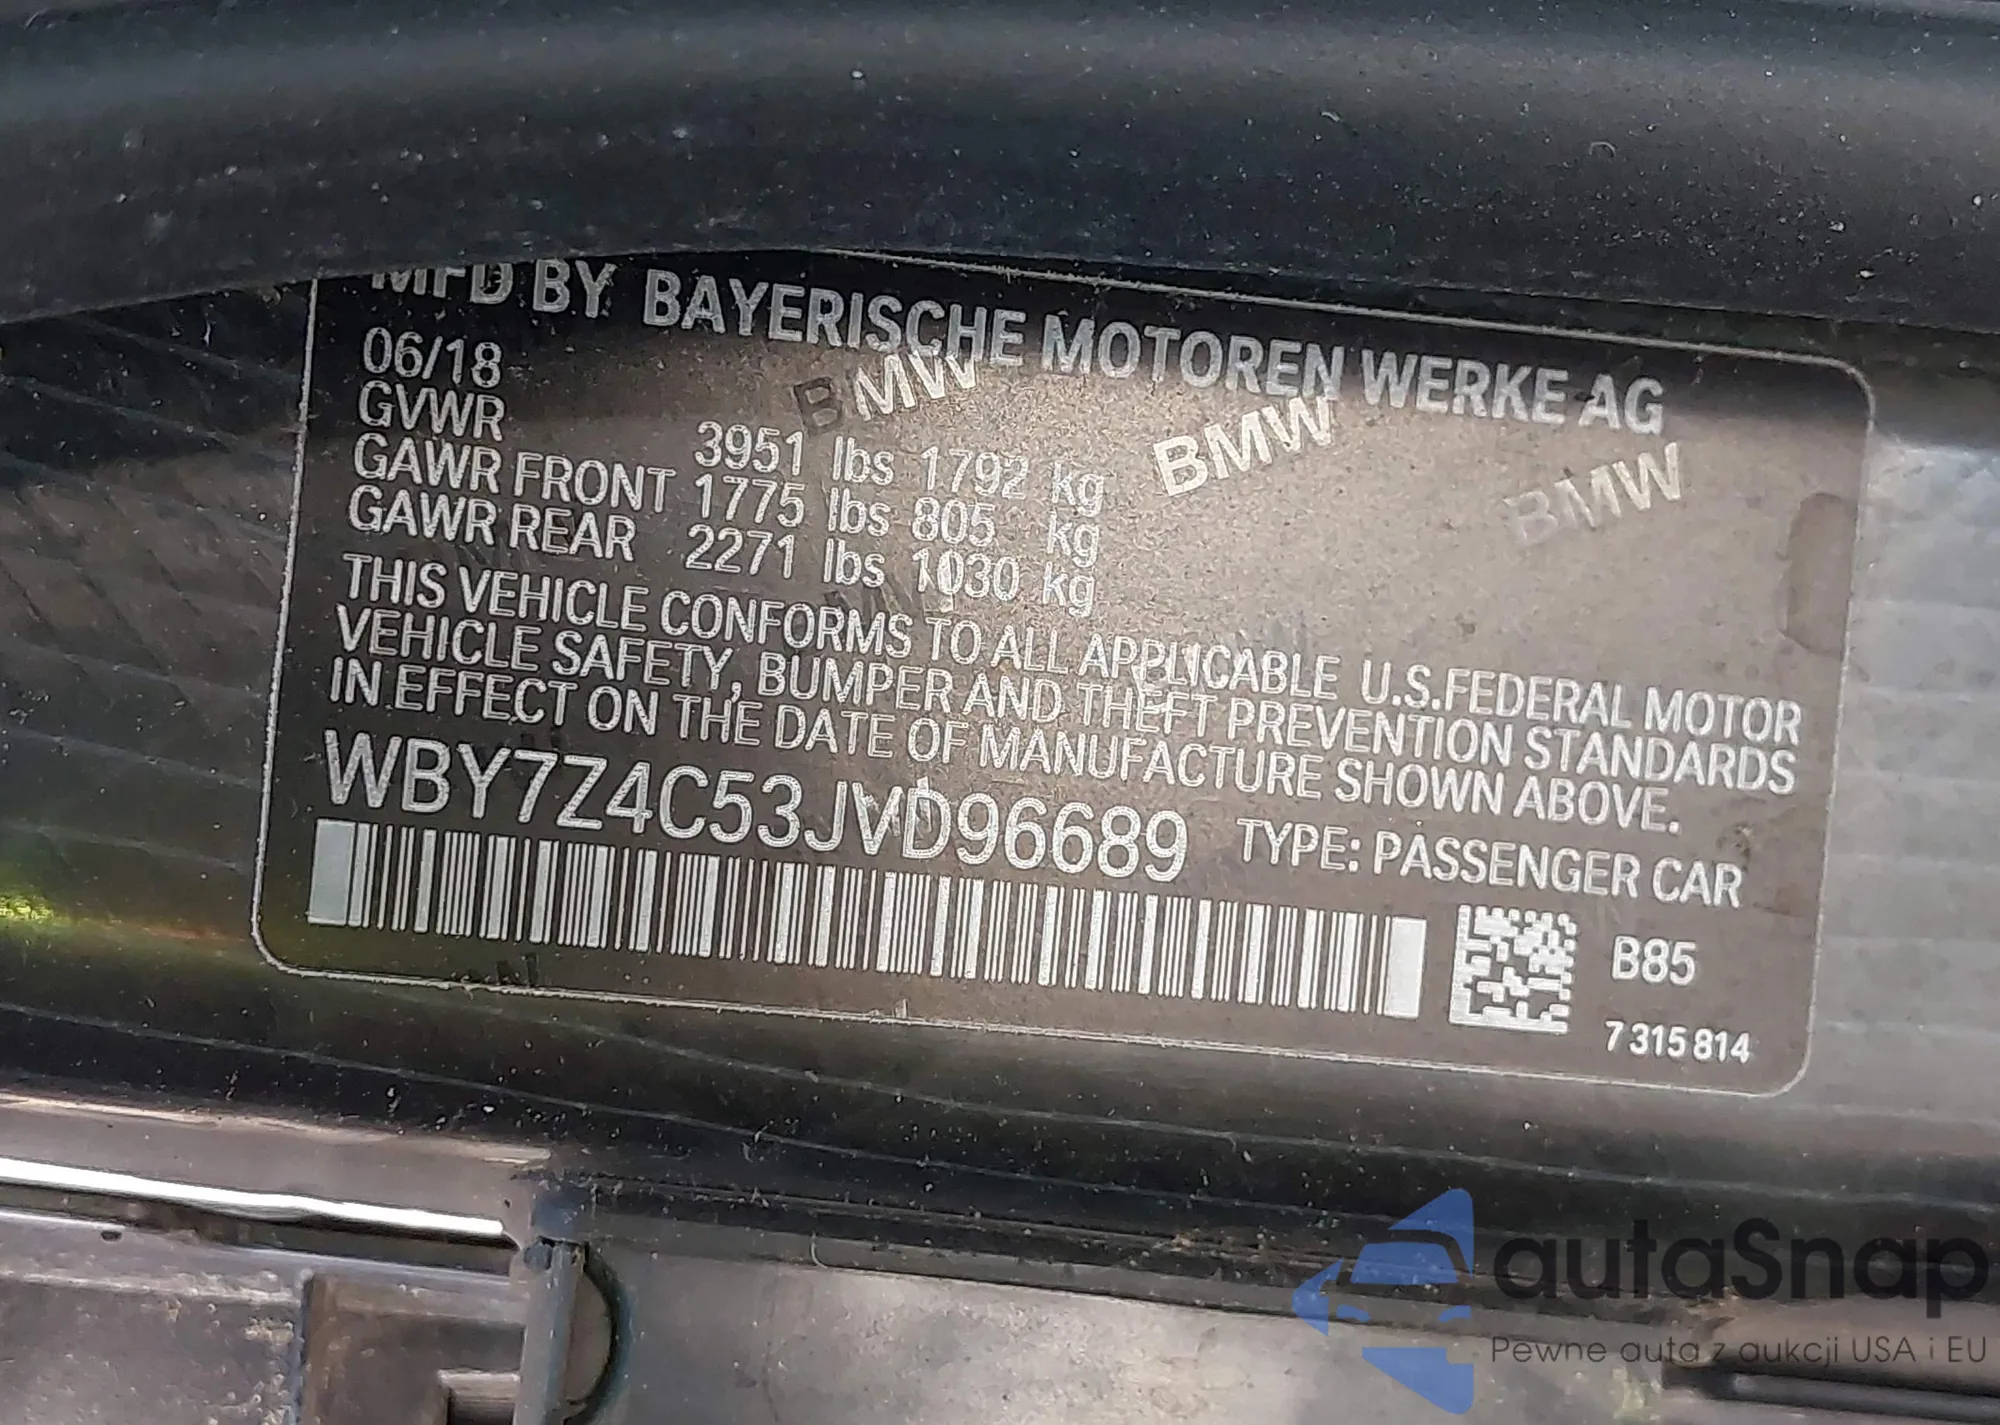 MFD BY BAYERISCHE MOTOREN WERKE AG
06/18
GVWR 3951 lbs 1792 kg
GAWR FRONT 1775 lbs 805 kg
GAWR REAR 2271 lbs 1030 kg
BMW BMW BMW
THIS VEHICLE CONFORMS TO ALL APPLICABLE U.S.FEDERAL MOTOR
VEHICLE SAFETY, BUMPER AND THEFT PREVENTION STANDARDS
IN EFFECT ON THE DATE OF MANUFACTURE SHOWN ABOVE.
WBY7Z4C53JVD96689 TYPE: PASSENGER CAR
B85
7 315 814
autaSnap
Pewne auta z aukcji USA i EU